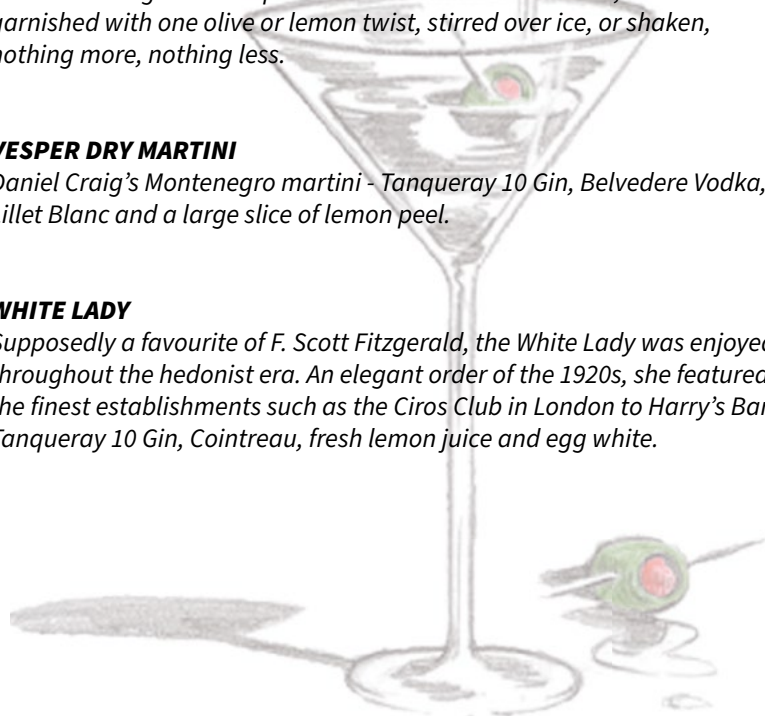 garnished with one olive or lemon twist, stirred over ice, or shaken,
nothing more, nothing less.
VESPER DRY MARTINI
Daniel Craig’s Montenegro martini - Tanqueray 10 Gin, Belvedere Vodka,
Lillet Blanc and a large slice of lemon peel.
WHITE LADY
Supposedly a favourite of F. Scott Fitzgerald, the White Lady was enjoyed
throughout the hedonist era. An elegant order of the 1920s, she featured
the finest establishments such as the Ciros Club in London to Harry’s Bar
Tanqueray 10 Gin, Cointreau, fresh lemon juice and egg white.